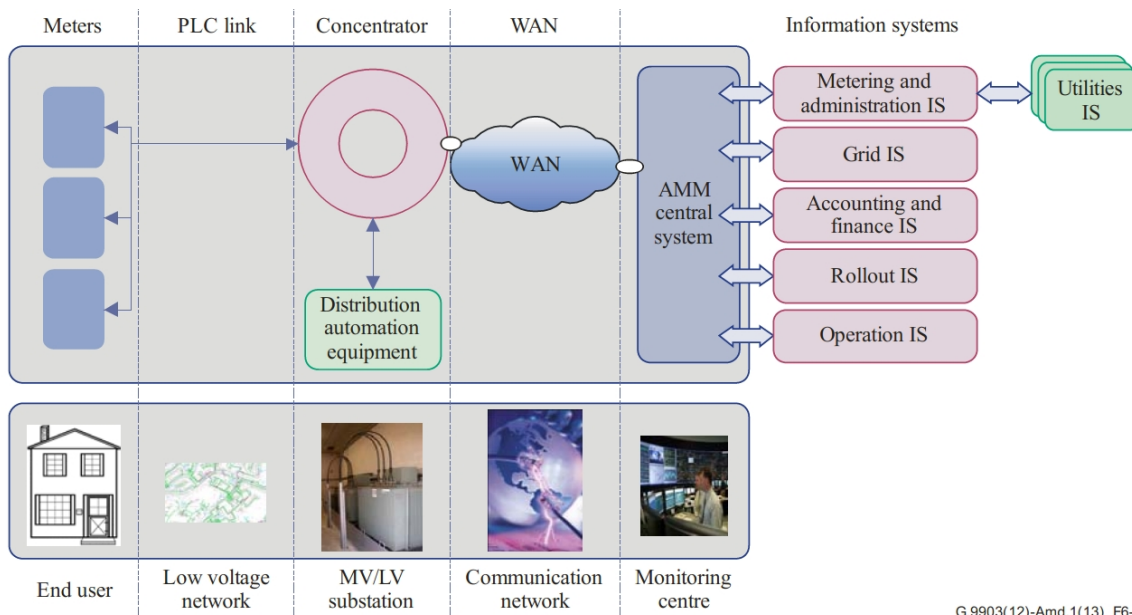 Meters
PLC link
Concentrator
WAN
Information systems
WAN
AMM
central
system
Metering and
administration IS
Utilities
IS
Grid IS
Accounting and
finance IS
Rollout IS
Operation IS
Distribution
automation
equipment
End user
Low voltage
network
MV/LV
substation
Communication
network
Monitoring
centre
G.9903(12)-Amd.1(13)_F6-